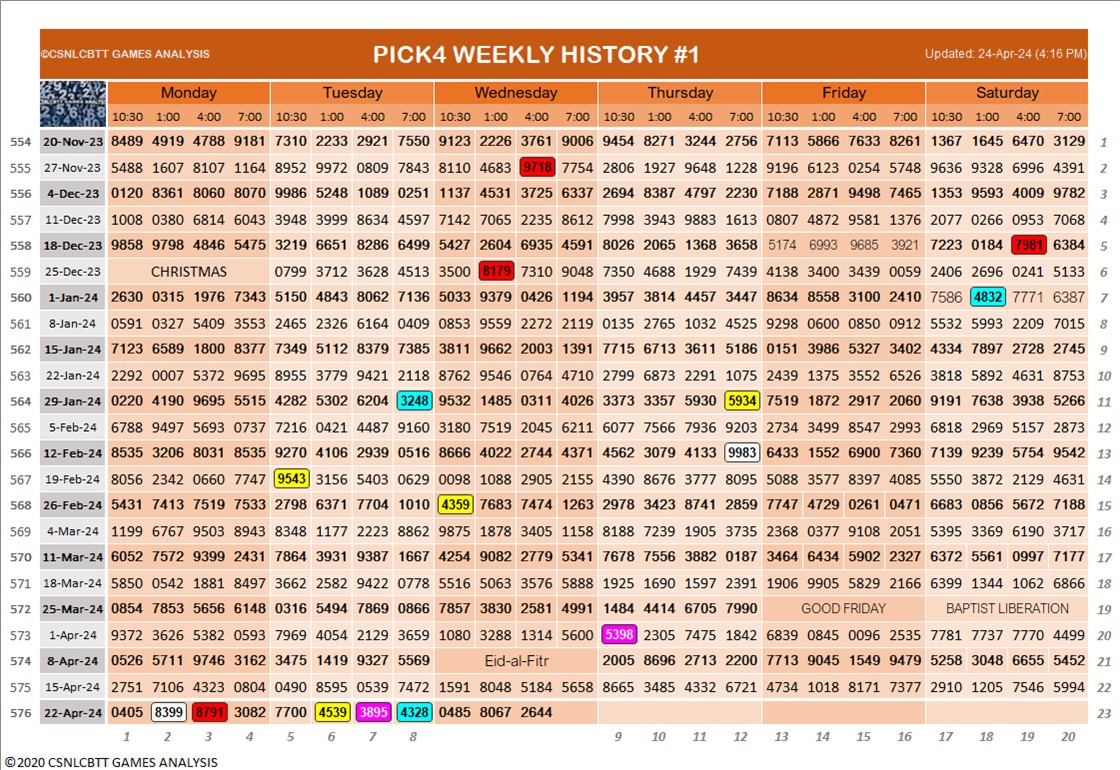 ©CSNLCBTT GAMES ANALYSIS PICK4 WEEKLY HISTORY #1 Updated: 24-Apr-24 (4:16 PM)
Monday Tuesday Wednesday Thursday Friday Saturday
10:30 1:00 4:00 7:00 10:30 1:00 4:00 7:00 10:30 1:00 4:00 7:00 10:30 1:00 4:00 7:00 10:30 1:00 4:00 7:00 10:30 1:00 4:00 7:00
554 20-Nov-23 8489 4919 4788 9181 7310 2233 2921 7550 9123 2226 3761 9006 9454 8271 3244 2756 7113 5866 7633 8261 1367 1645 6470 3129 1
555 27-Nov-23 5488 1607 8107 1164 8952 9972 0809 7843 8110 4683 9718 7754 2806 1927 9648 1228 9196 6123 0254 5748 9636 9328 6996 4391 2
556 4-Dec-23 0120 8361 8060 8070 9986 5248 1089 0251 1137 4531 3725 6337 2694 8387 4797 2230 7188 2871 9498 7465 1353 9593 4009 9782 3
557 11-Dec-23 1008 0380 6814 6043 3948 3999 8634 4597 7142 7065 2235 8612 7998 3943 9883 1613 0807 4872 9581 1376 2077 0266 0953 7068 4
558 18-Dec-23 9858 9798 4846 5475 3219 6651 8286 6499 5427 2604 6935 4591 8026 2065 1368 3658 5174 6993 9685 3921 7223 0184 7981 6384 5
559 25-Dec-23 CHRISTMAS 0799 3712 3628 4513 3500 8179 7310 9048 7350 4688 1929 7439 4138 3400 3439 0059 2406 2696 0241 5133 6
560 1-Jan-24 2630 0315 1976 7343 5150 4843 8062 7136 5033 9379 0426 1194 3957 3814 4457 3447 8634 8558 3100 2410 7586 4832 7771 6387 7
561 8-Jan-24 0591 0327 5409 3553 2465 2326 6164 0409 0853 9559 2272 2119 0135 2765 1032 4525 9298 0600 0850 0912 5532 5993 2209 7015 8
562 15-Jan-24 7123 6589 1800 8377 7349 5112 8379 7385 3811 9662 2003 1391 7715 6713 3611 5186 0151 3986 5327 3402 4334 7897 2728 2745 9
563 22-Jan-24 2292 0007 5372 9695 8955 3779 9421 2118 8762 9546 0764 4710 2799 6873 2291 1075 2439 1375 3552 6526 3818 5892 4631 8753 10
564 29-Jan-24 0220 4190 9695 5515 4282 5302 6204 3248 9532 1485 0311 4026 3373 3357 5930 5934 7519 1872 2917 2060 9191 7638 3938 5266 11
565 5-Feb-24 6788 9497 5693 0737 7216 0421 4487 9160 3180 7519 2045 6211 6077 7566 7936 9203 2734 3499 8547 2993 6818 2969 5157 2873 12
566 12-Feb-24 8535 3206 8031 8535 9270 4106 2939 0516 8666 4022 2744 4371 4562 3079 4133 9983 6433 1552 6900 7360 7139 9239 5754 9542 13
567 19-Feb-24 8056 2342 0660 7747 9543 3156 5403 0629 0098 1088 2905 2155 4390 8676 3777 8095 5088 3577 8397 4085 5550 3872 2129 4631 14
568 26-Feb-24 5431 7413 7519 7533 2798 6371 7704 1010 4359 7683 7474 1263 2978 3423 8741 2859 7747 4729 0261 0471 6683 0856 5672 7188 15
569 4-Mar-24 1199 6767 9503 8943 8348 1177 2223 8862 9875 1878 3405 1158 8188 7239 1905 3735 2368 0377 9108 2051 5395 3369 6190 3717 16
570 11-Mar-24 6052 7572 9399 2431 7864 3931 9387 1667 4254 9082 2779 5341 7678 7556 3882 0187 3464 6434 5902 2327 6372 5561 0997 7177 17
571 18-Mar-24 5850 0542 1881 8497 3662 2582 9422 0778 5516 5063 3576 5888 1925 1690 1597 2391 1906 9905 5829 2166 6399 1344 1062 6866 18
572 25-Mar-24 0854 7853 5656 6148 0316 5494 7869 0866 7857 3830 2581 4991 1484 4414 6705 7990 GOOD FRIDAY BAPTIST LIBERATION 19
573 1-Apr-24 9372 3626 5382 0593 7969 4054 2129 3659 1080 3288 1314 5600 5398 2305 7475 1842 6839 0845 0096 2535 7781 7737 7770 4499 20
574 8-Apr-24 0526 5711 9746 3162 3475 1419 9327 5569 Eid-al-Fitr 2005 8696 2713 2200 7713 9045 1549 9479 5258 3048 6655 5452 21
575 15-Apr-24 2751 7106 4323 0804 0490 8595 0539 7472 1591 8048 5184 5658 8665 3485 4332 6721 4734 1018 8171 7377 2910 1205 7546 5994 22
576 22-Apr-24 0405 8399 8791 3082 7700 4539 3895 4328 0485 8067 2644 23
1 2 3 4 5 6 7 8 9 10 11 12 13 14 15 16 17 18 19 20
©2020 CSNLCBTT GAMES ANALYSIS